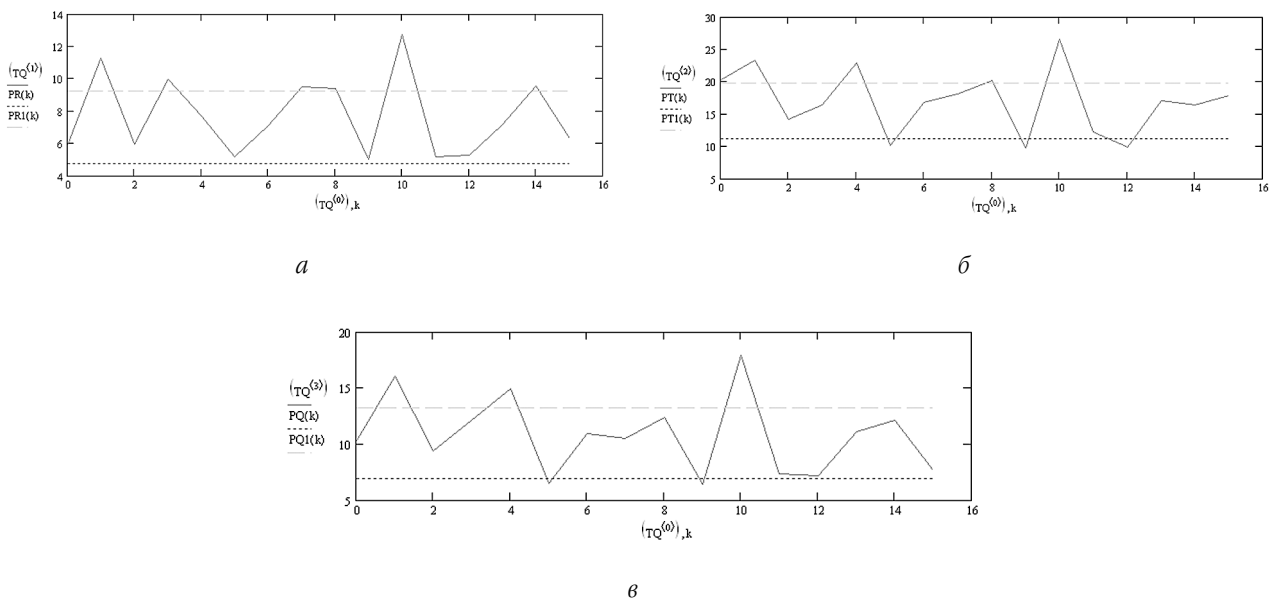 14
12
10
8
6
4
(TQ⟨1⟩)
PR(k)
PR1(k)
0 2 4 6 8 10 12 14 16
(TQ⟨0⟩),k
а
30
25
20
15
10
5
(TQ⟨2⟩)
PT(k)
PT1(k)
0 2 4 6 8 10 12 14 16
(TQ⟨0⟩),k
б
20
15
10
5
(TQ⟨3⟩)
PQ(k)
PQ1(k)
0 2 4 6 8 10 12 14 16
(TQ⟨0⟩),k
в